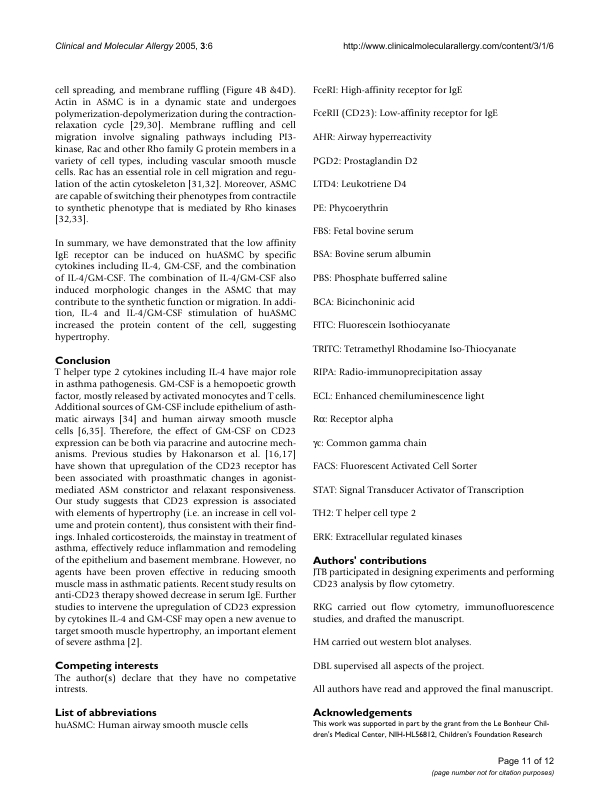 Clinical and Molecular Allergy 2005, 3:6
http://www.clinicalmolecularallergy.com/content/3/1/6
cell spreading, and membrane ruffling (Figure 4B &4D).
Actin in ASMC is in a dynamic state and undergoes
polymerization-depolymerization during the contraction-
relaxation cycle [29,30]. Membrane ruffling and cell
migration involve signaling pathways including PI3-
kinase, Rac and other Rho family G protein members in a
variety of cell types, including vascular smooth muscle
cells. Rac has an essential role in cell migration and regu-
lation of the actin cytoskeleton [31,32]. Moreover, ASMC
are capable of switching their phenotypes from contractile
to synthetic phenotype that is mediated by Rho kinases
[32,33].
In summary, we have demonstrated that the low affinity
IgE receptor can be induced on huASMC by specific
cytokines including IL-4, GM-CSF, and the combination
of IL-4/GM-CSF. The combination of IL-4/GM-CSF also
induced morphologic changes in the ASMC that may
contribute to the synthetic function or migration. In addi-
tion, IL-4 and IL-4/GM-CSF stimulation of huASMC
increased the protein content of the cell, suggesting
hypertrophy.
Conclusion
T helper type 2 cytokines including IL-4 have major role
in asthma pathogenesis. GM-CSF is a hemopoetic growth
factor, mostly released by activated monocytes and T cells.
Additional sources of GM-CSF include epithelium of asth-
matic airways [34] and human airway smooth muscle
cells [6,35]. Therefore, the effect of GM-CSF on CD23
expression can be both via paracrine and autocrine mech-
anisms. Previous studies by Hakonarson et al. [16,17]
have shown that upregulation of the CD23 receptor has
been associated with proasthmatic changes in agonist-
mediated ASM constrictor and relaxant responsiveness.
Our study suggests that CD23 expression is associated
with elements of hypertrophy (i.e. an increase in cell vol-
ume and protein content), thus consistent with their find-
ings. Inhaled corticosteroids, the mainstay in treatment of
asthma, effectively reduce inflammation and remodeling
of the epithelium and basement membrane. However, no
agents have been proven effective in reducing smooth
muscle mass in asthmatic patients. Recent study results on
anti-CD23 therapy showed decrease in serum IgE. Further
studies to intervene the upregulation of CD23 expression
by cytokines IL-4 and GM-CSF may open a new avenue to
target smooth muscle hypertrophy, an important element
of severe asthma [2].
Competing interests
The author(s) declare that they have no competative
intrests.
List of abbreviations
huASMC: Human airway smooth muscle cells
FceRI: High-affinity receptor for IgE
FceRII (CD23): Low-affinity receptor for IgE
AHR: Airway hyperreactivity
PGD2: Prostaglandin D2
LTD4: Leukotriene D4
PE: Phycoerythrin
FBS: Fetal bovine serum
BSA: Bovine serum albumin
PBS: Phosphate bufferred saline
BCA: Bicinchoninic acid
FITC: Fluorescein Isothiocyanate
TRITC: Tetramethyl Rhodamine Iso-Thiocyanate
RIPA: Radio-immunoprecipitation assay
ECL: Enhanced chemiluminescence light
Rα: Receptor alpha
γc: Common gamma chain
FACS: Fluorescent Activated Cell Sorter
STAT: Signal Transducer Activator of Transcription
TH2: T helper cell type 2
ERK: Extracellular regulated kinases
Authors' contributions
JTB participated in designing experiments and performing
CD23 analysis by flow cytometry.
RKG carried out flow cytometry, immunofluorescence
studies, and drafted the manuscript.
HM carried out western blot analyses.
DBL supervised all aspects of the project.
All authors have read and approved the final manuscript.
Acknowledgements
This work was supported in part by the grant from the Le Bonheur Chil-
dren's Medical Center, NIH-HL56812, Children's Foundation Research
Page 11 of 12
(page number not for citation purposes)